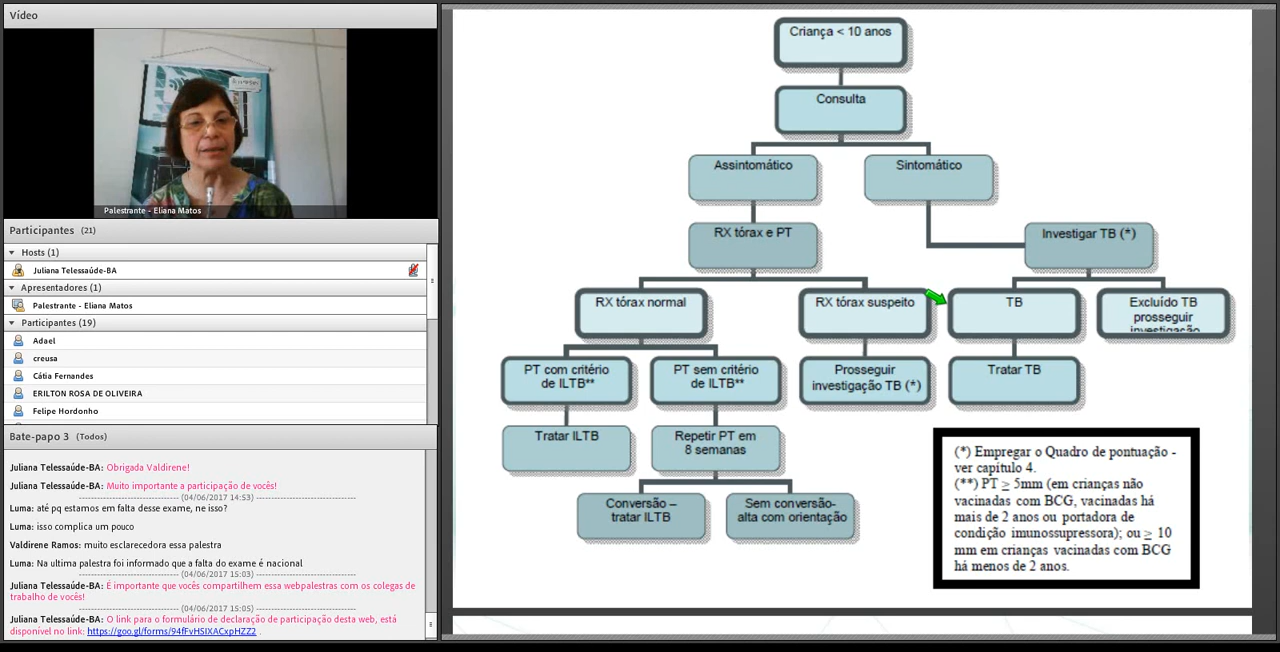 Vídeo
Palestrante - Eliana Matos
Participantes (21)
Hosts (1)
Juliana Telessaúde-BA
Apresentadores (1)
Palestrante - Eliana Matos
Participantes (19)
Adael
creusa
Cátia Fernandes
ERILTON ROSA DE OLIVEIRA
Felipe Hordonho
Bate-papo 3 (Todos)
Juliana Telessaúde-BA: Obrigada Valdirene!
Juliana Telessaúde-BA: Muito importante a participação de vocês!
------------------------------ (04/06/2017 14:53) ------------------------------
Luma: até pq estamos em falta desse exame, ne isso?
Luma: isso complica um pouco
Valdirene Ramos: muito esclarecedora essa palestra
Luma: Na ultima palestra foi informado que a falta do exame é nacional
------------------------------ (04/06/2017 15:03) ------------------------------
Juliana Telessaúde-BA: É importante que vocês compartilhem essa webpalestras com os colegas de
trabalho de vocês!
------------------------------ (04/06/2017 15:05) ------------------------------
Juliana Telessaúde-BA: O link para o formulário de declaração de participação desta web, está
disponível no link: https://goo.gl/forms/94fFvHSIXACxpHZZ2 .
Criança < 10 anos
Consulta
Assintomático
Sintomático
RX tórax e PT
Investigar TB (*)
RX tórax normal
RX tórax suspeito
TB
Excluído TB
prosseguir
investigação
PT com critério
de ILTB**
PT sem critério
de ILTB**
Prosseguir
investigação TB (*)
Tratar TB
Tratar ILTB
Repetir PT em
8 semanas
Conversão –
tratar ILTB
Sem conversão-
alta com orientação
(*) Empregar o Quadro de pontuação -
ver capítulo 4.
(**) PT ≥ 5mm (em crianças não
vacinadas com BCG, vacinadas há
mais de 2 anos ou portadora de
condição imunossupressora); ou ≥ 10
mm em crianças vacinadas com BCG
há menos de 2 anos.